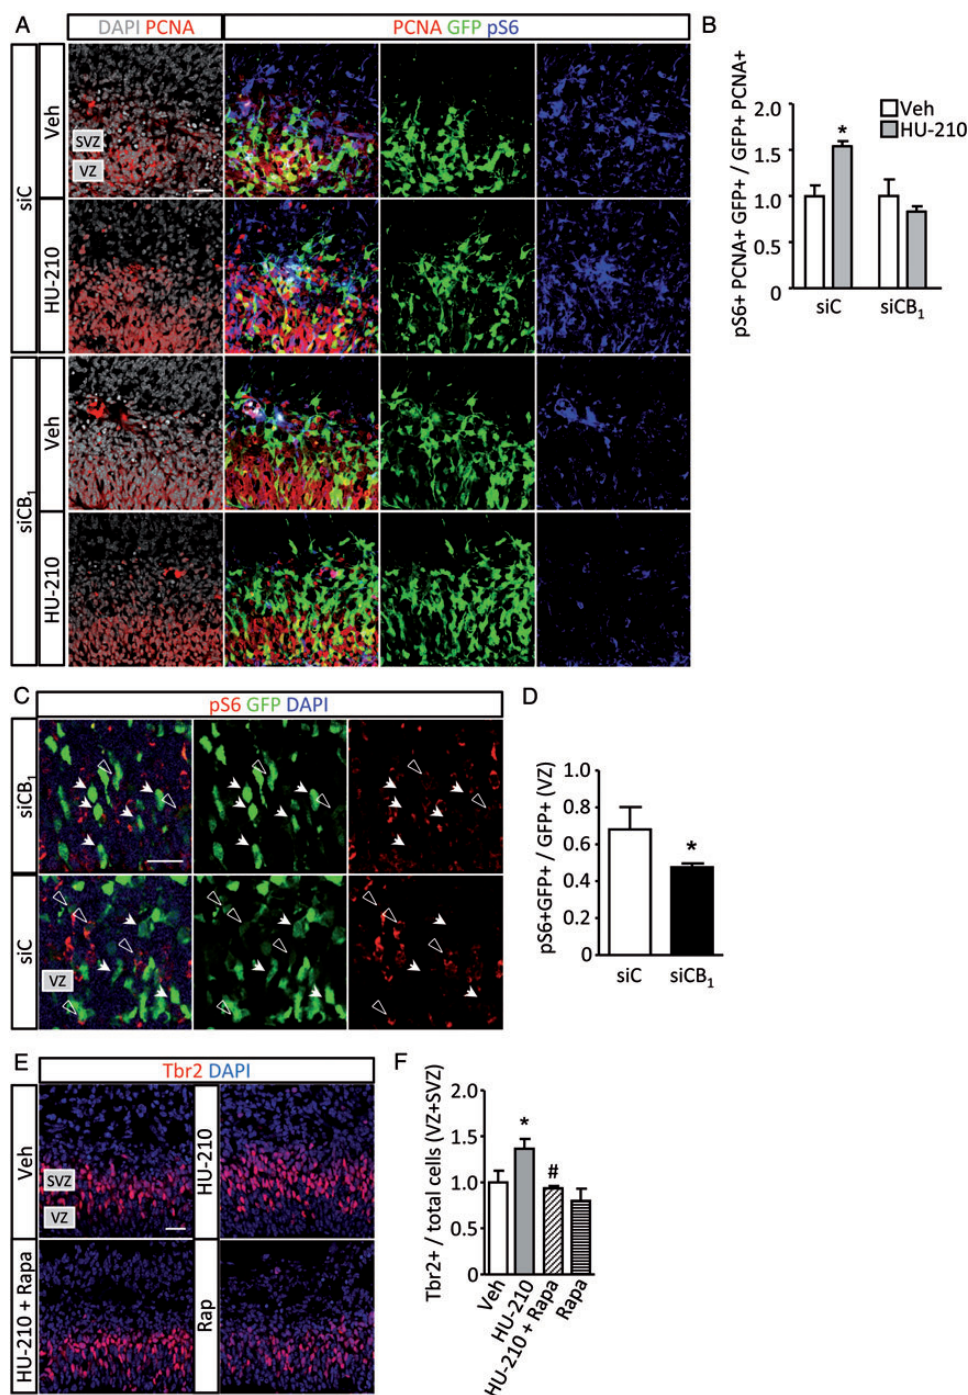 A
DAPI PCNA
PCNA GFP pS6
siC
Veh
SVZ
VZ
HU-210
siCB1
Veh
HU-210
B
pS6+ PCNA+ GFP+ / GFP+ PCNA+
2.0
1.5
1.0
0.5
0
*
Veh
HU-210
siC
siCB1
C
pS6 GFP DAPI
siCB1
siC
VZ
D
pS6+GFP+ / GFP+ (VZ)
1.0
0.8
0.6
0.4
0.2
0
*
siC
siCB1
E
Tbr2 DAPI
Veh
SVZ
VZ
HU-210
HU-210 + Rapa
Rap
F
Tbr2+ / total cells (VZ+SVZ)
2.0
1.5
1.0
0.5
0
*
#
Veh
HU-210
HU-210 + Rapa
Rapa